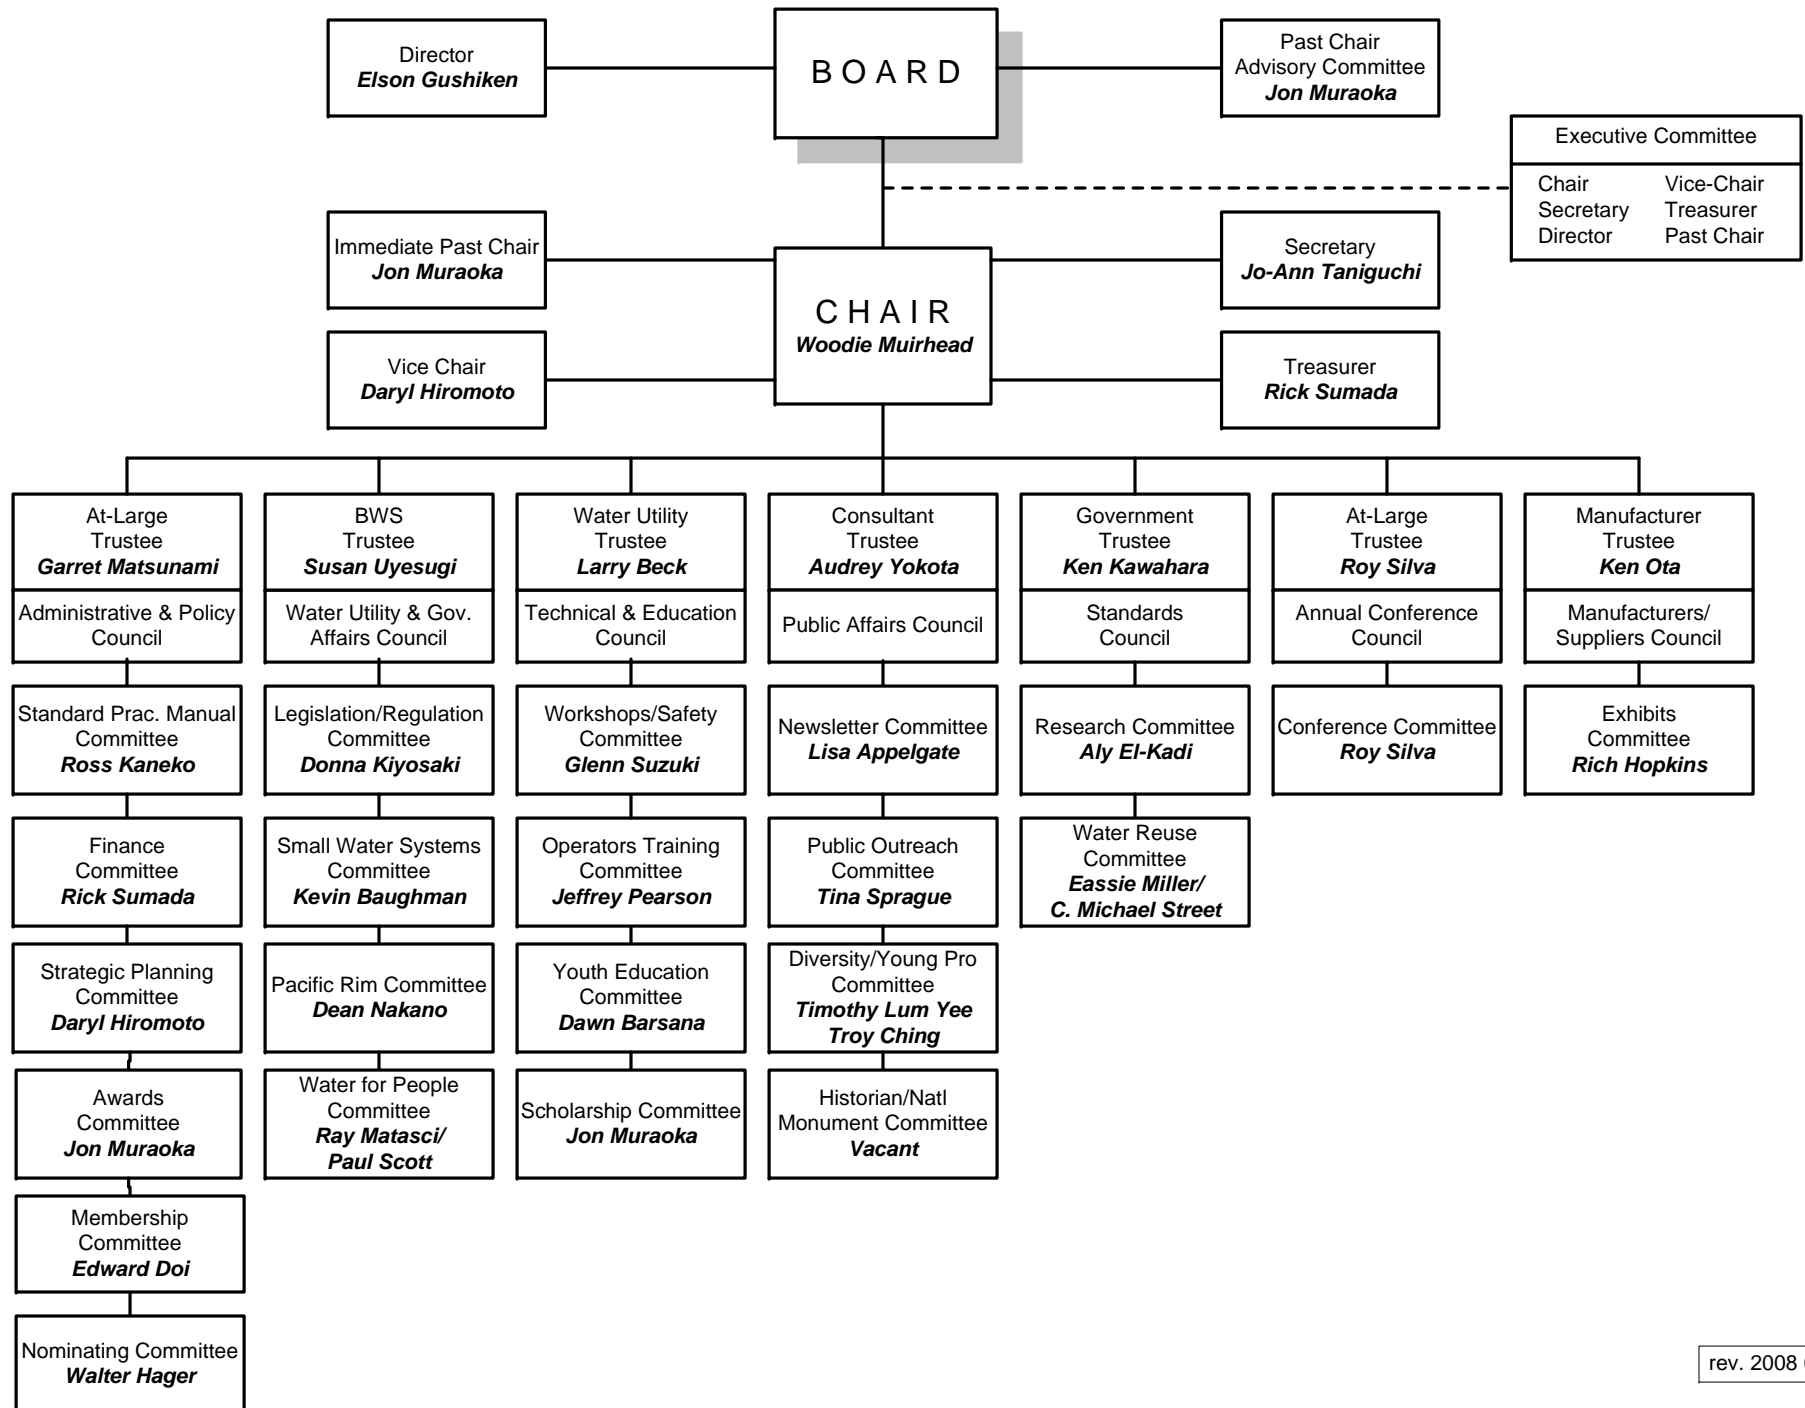 Director
Elson Gushiken
B O A R D
Past Chair
Advisory Committee
Jon Muraoka
Executive Committee
Chair Vice-Chair
Secretary Treasurer
Director Past Chair
Immediate Past Chair
Jon Muraoka
C H A I R
Woodie Muirhead
Secretary
Jo-Ann Taniguchi
Vice Chair
Daryl Hiromoto
Treasurer
Rick Sumada
At-Large
Trustee
Garret Matsunami
Administrative & Policy
Council
Standard Prac. Manual
Committee
Ross Kaneko
Finance
Committee
Rick Sumada
Strategic Planning
Committee
Daryl Hiromoto
Awards
Committee
Jon Muraoka
Membership
Committee
Edward Doi
Nominating Committee
Walter Hager
BWS
Trustee
Susan Uyesugi
Water Utility & Gov.
Affairs Council
Legislation/Regulation
Committee
Donna Kiyosaki
Small Water Systems
Committee
Kevin Baughman
Pacific Rim Committee
Dean Nakano
Water for People
Committee
Ray Matasci/
Paul Scott
Water Utility
Trustee
Larry Beck
Technical & Education
Council
Workshops/Safety
Committee
Glenn Suzuki
Operators Training
Committee
Jeffrey Pearson
Youth Education
Committee
Dawn Barsana
Scholarship Committee
Jon Muraoka
Consultant
Trustee
Audrey Yokota
Public Affairs Council
Newsletter Committee
Lisa Appelgate
Public Outreach
Committee
Tina Sprague
Diversity/Young Pro
Committee
Timothy Lum Yee
Troy Ching
Historian/Natl
Monument Committee
Vacant
Government
Trustee
Ken Kawahara
Standards
Council
Research Committee
Aly El-Kadi
Water Reuse
Committee
Eassie Miller/
C. Michael Street
At-Large
Trustee
Roy Silva
Annual Conference
Council
Conference Committee
Roy Silva
Manufacturer
Trustee
Ken Ota
Manufacturers/
Suppliers Council
Exhibits
Committee
Rich Hopkins
rev. 2008